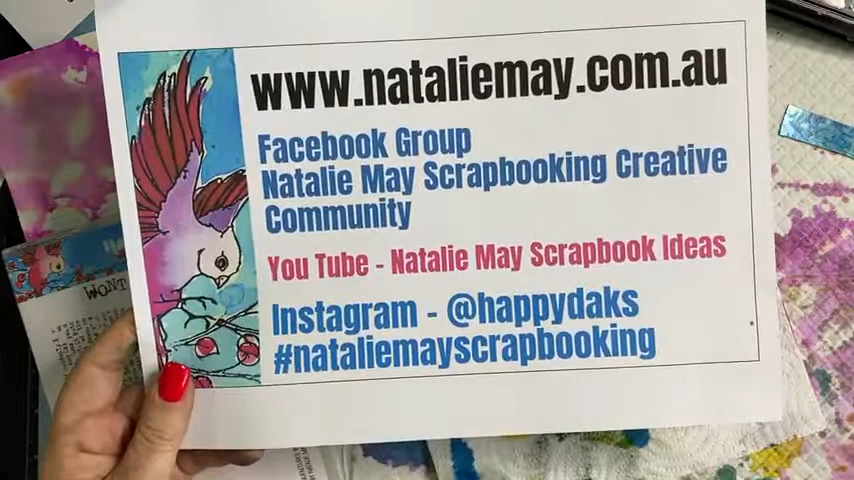 www.nataliemay.com.au
Facebook Group
Natalie May Scrapbooking Creative
Community
You Tube - Natalie May Scrapbook Ideas
Instagram - @happydaks
#nataliemayscrapbooking